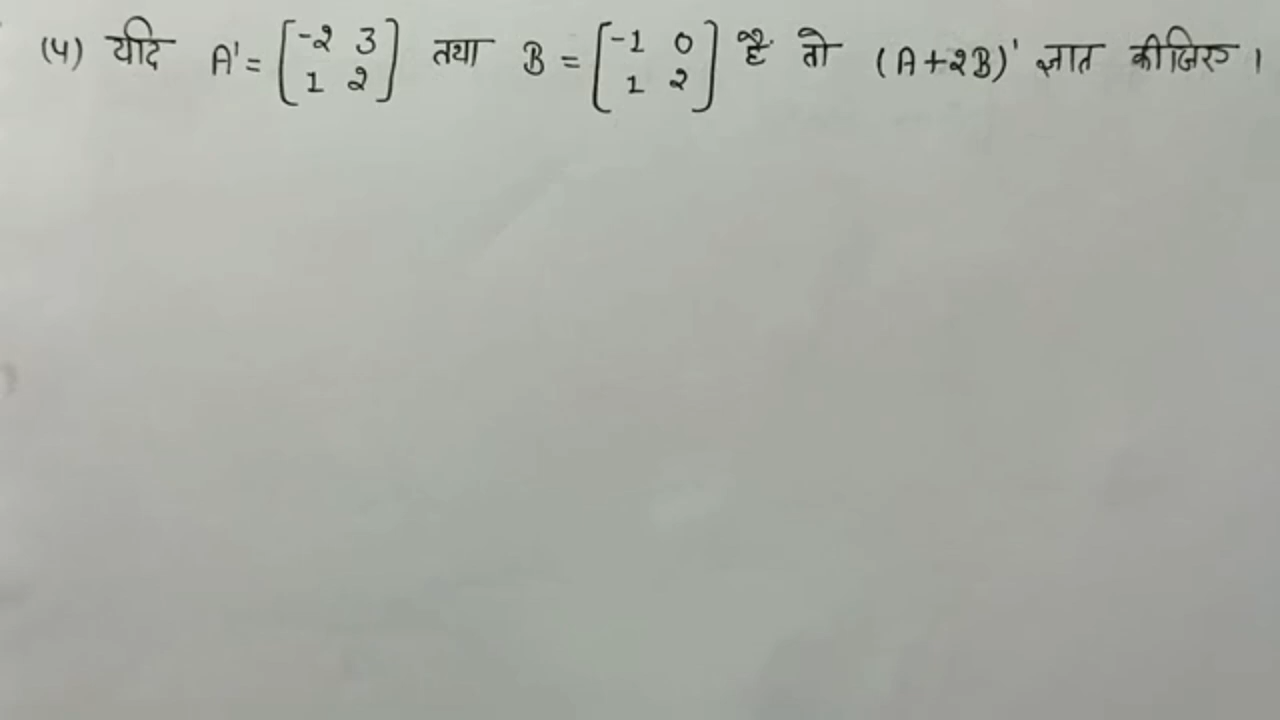 (4) यदि A' = [-2 3 1 2] तथा B = [-1 0 1 2] है तो (A+2B)' ज्ञात कीजिए ।